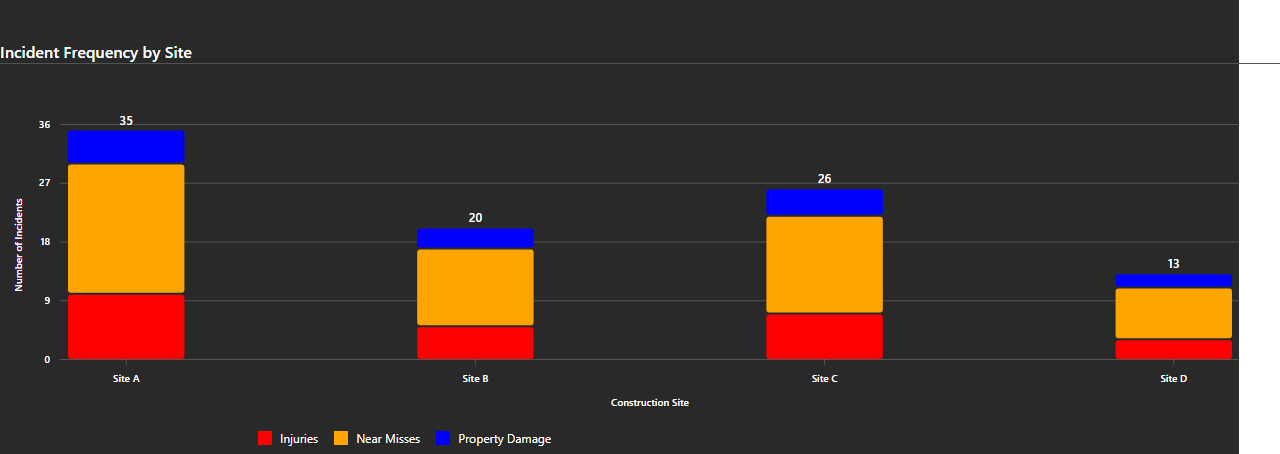 Incident Frequency by Site
35
36
26
27
20
18
13
9
0
Number of Incidents
Site A
Site B
Site C
Site D
Construction Site
Injuries
Near Misses
Property Damage